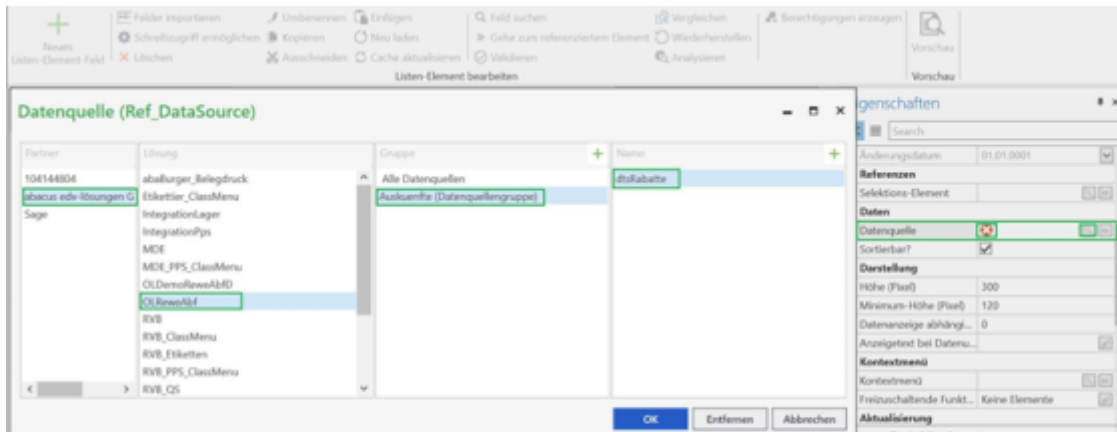 Neues
Listen-Element-Feld
Felder importieren
Schreibzugriff ermöglichen
Löschen
Umbenennen
Kopieren
Ausschneiden
Einfügen
Neu laden
Cache aktualisieren
Feld suchen
Gehe zum referenziertem Element
Validieren
Vergleichen
Wiederherstellen
Analysieren
Berechtigungen erzeugen
Vorschau
Listen-Element bearbeiten
Vorschau
Datenquelle (Ref_DataSource)
Partner
104144804
abacus edv-lösungen G
Sage
Lösung
abaBurger_Belegdruck
Etikettier_ClassMenu
IntegrationLager
IntegrationPps
MDE
MDE_PPS_ClassMenu
OLDemoReweAbfD
OLReweAbf
RVB
RVB_ClassMenu
RVB_Etiketten
RVB_PPS_ClassMenu
RVB_QS
Gruppe
Alle Datenquellen
Auskuenfte (Datenquellengruppe)
Name
dtsRabatte
OK
Entfernen
Abbrechen
genschaften
Search
Änderungsdatum 01.01.0001
Referenzen
Selektions-Element
Daten
Datenquelle
Sortierbar?
Darstellung
Höhe (Pixel) 300
Minimum-Höhe (Pixel) 120
Datenanzeige abhängi... 0
Anzeigetext bei Datenu...
Kontextmenü
Kontextmenü
Freizuschaltende Funkt... Keine Elemente
Aktualisierung